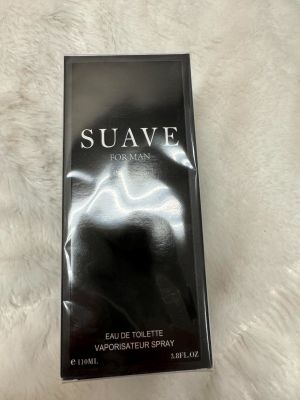 SUAVE
FOR MAN
EAU DE TOILETTE
VAPORISATEUR SPRAY
e 110ML 3.8FL.OZ